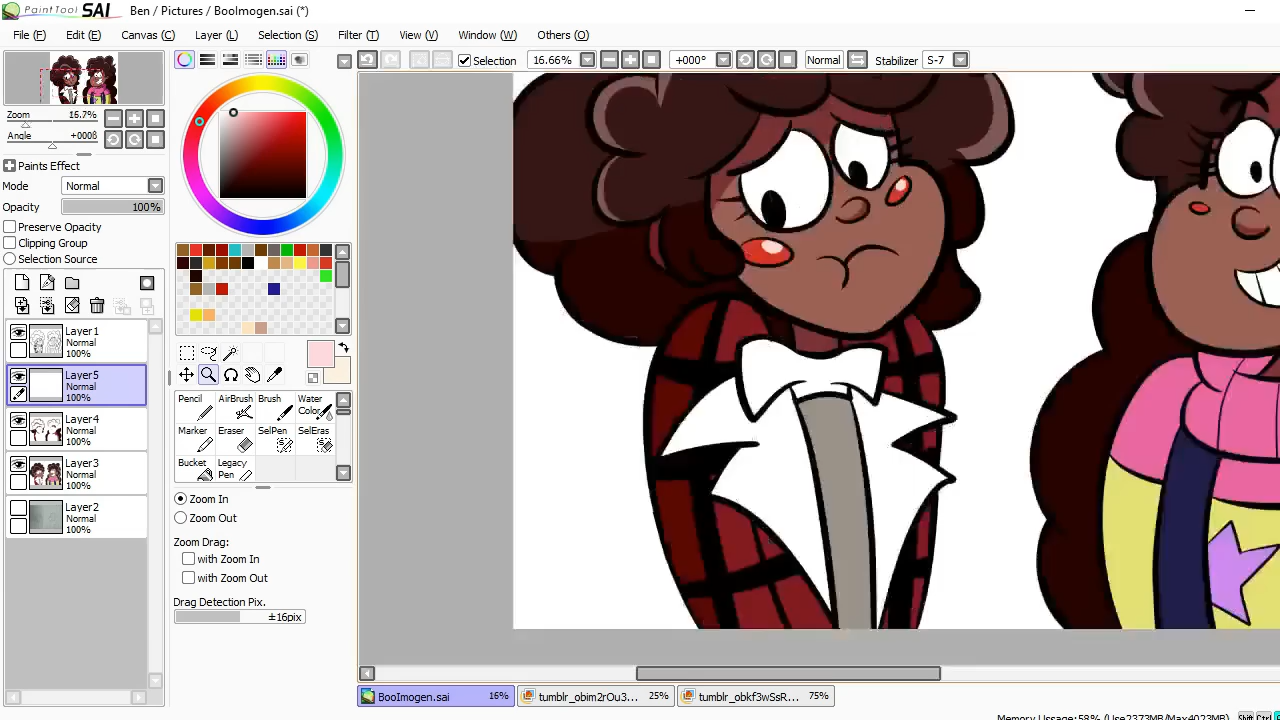 PaintTool SAI Ben / Pictures / BooImogen.sai (*)
File (F) Edit (E) Canvas (C) Layer (L) Selection (S) Filter (T) View (V) Window (W) Others (O)
Selection 16.66% +000° Normal Stabilizer S-7
Zoom 16.7%
Angle +000ß
Paints Effect
Mode Normal
Opacity 100%
Preserve Opacity
Clipping Group
Selection Source
Layer1
Normal
100%
Layer5
Normal
100%
Layer4
Normal
100%
Layer3
Normal
100%
Layer2
Normal
100%
Pencil AirBrush Brush Water
Color
Marker Eraser SelPen SelEras
Bucket Legacy
Pen
Zoom In
Zoom Out
Zoom Drag:
with Zoom In
with Zoom Out
Drag Detection Pix.
±16pix
BooImogen.sai 16% tumblr_obim2rOu3... 25% tumblr_obkf3wSsR... 75%